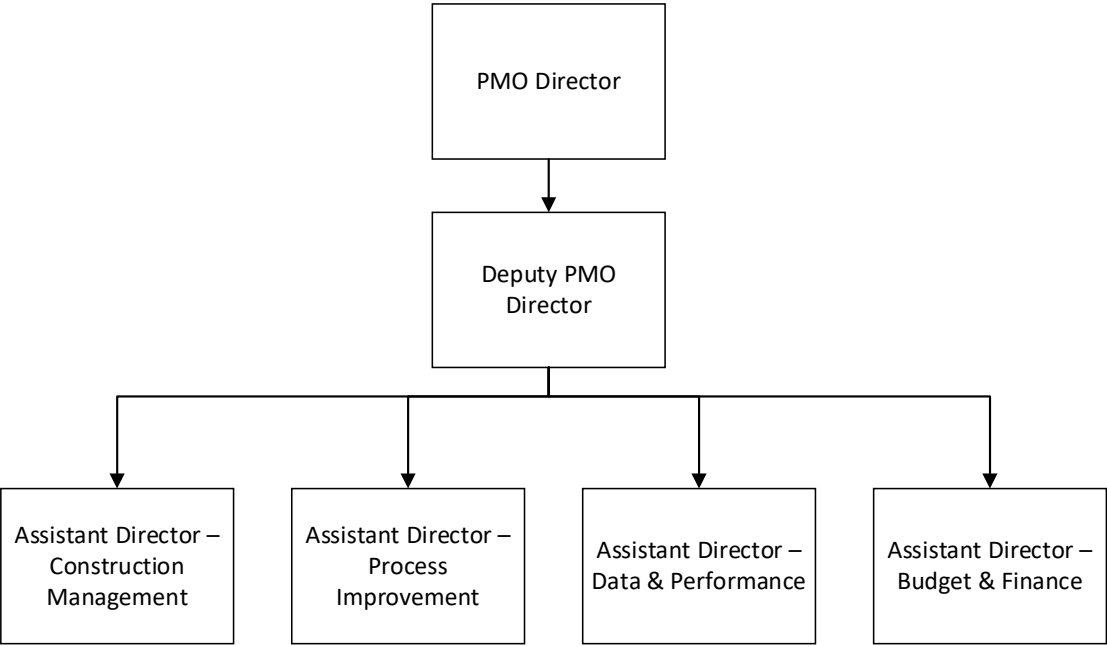 PMO Director
Deputy PMO
Director
Assistant Director –
Construction
Management
Assistant Director –
Process
Improvement
Assistant Director –
Data & Performance
Assistant Director –
Budget & Finance